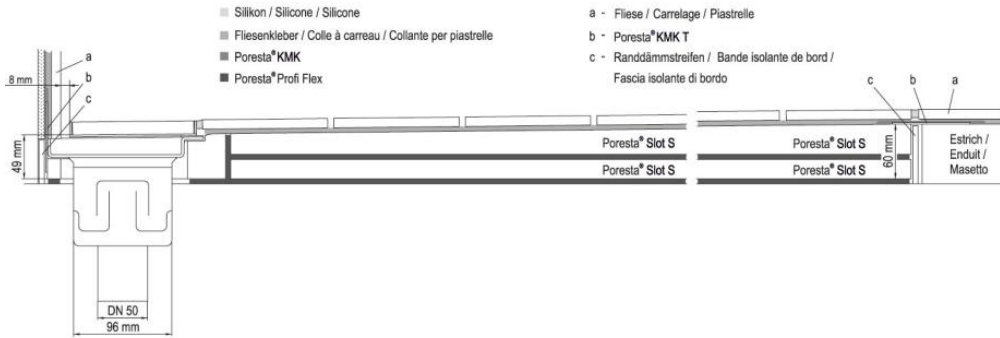 Silikon / Silicone / Silicone
Fliesenkleber / Colle à carreau / Collante per piastrelle
Poresta® KMK
Poresta® Profi Flex
a - Fliese / Carrelage / Piastrelle
b - Poresta® KMK T
c - Randdämmstreifen / Bande isolante de bord /
Fascia isolante di bordo
a
8 mm
b
c
c
b
a
49 mm
Poresta® Slot S
Poresta® Slot S
60 mm
Estrich /
Enduit /
Masetto
Poresta® Slot S
Poresta® Slot S
DN 50
96 mm